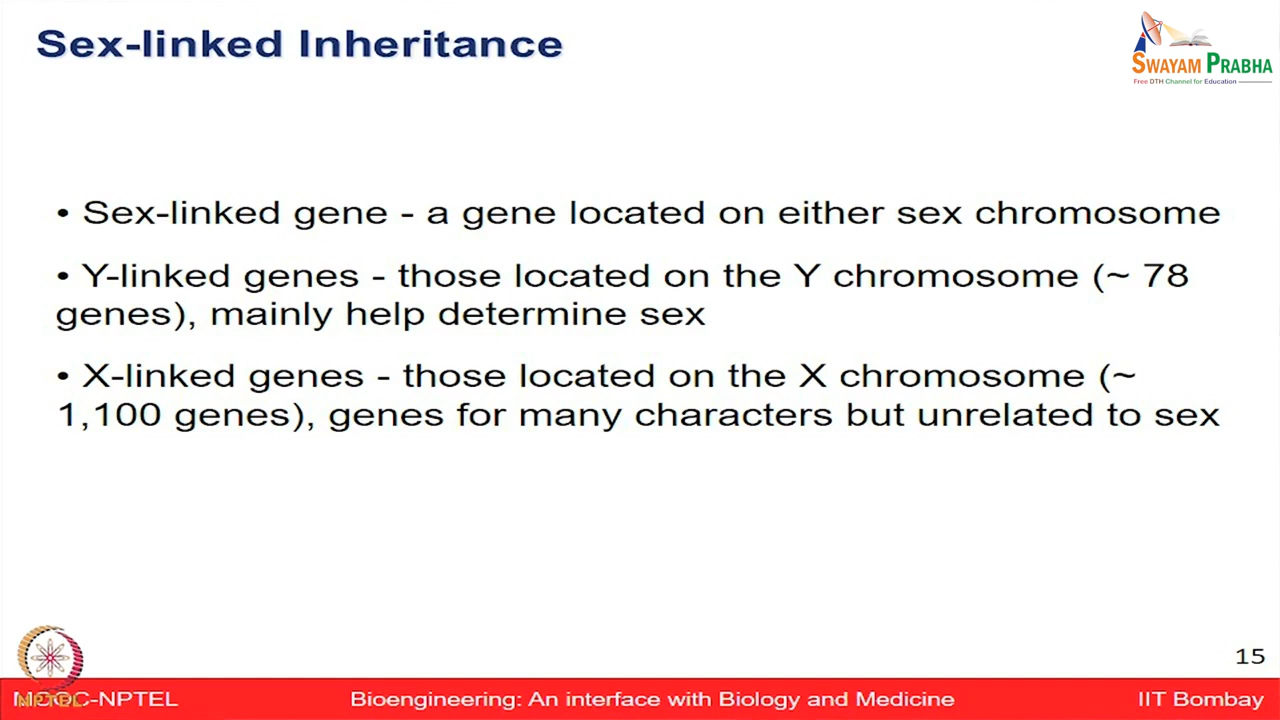 Sex-linked Inheritance
SWAYAM PRABHA
Free DTH Channel for Education
• Sex-linked gene - a gene located on either sex chromosome
• Y-linked genes - those located on the Y chromosome (~ 78
genes), mainly help determine sex
• X-linked genes - those located on the X chromosome (~
1,100 genes), genes for many characters but unrelated to sex
15
MOOC-NPTEL
NPTEL
Bioengineering: An interface with Biology and Medicine
IIT Bombay